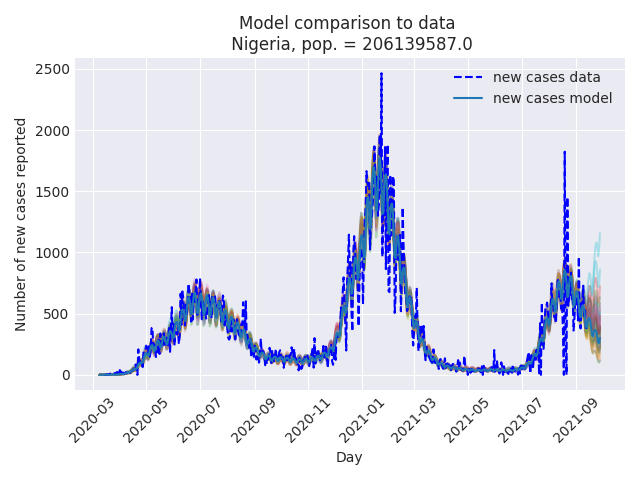 Model comparison to data
Nigeria, pop. = 206139587.0
new cases data
new cases model
Number of new cases reported
2500
2000
1500
1000
500
0
2020-03
2020-05
2020-07
2020-09
2020-11
2021-01
2021-03
2021-05
2021-07
2021-09
Day